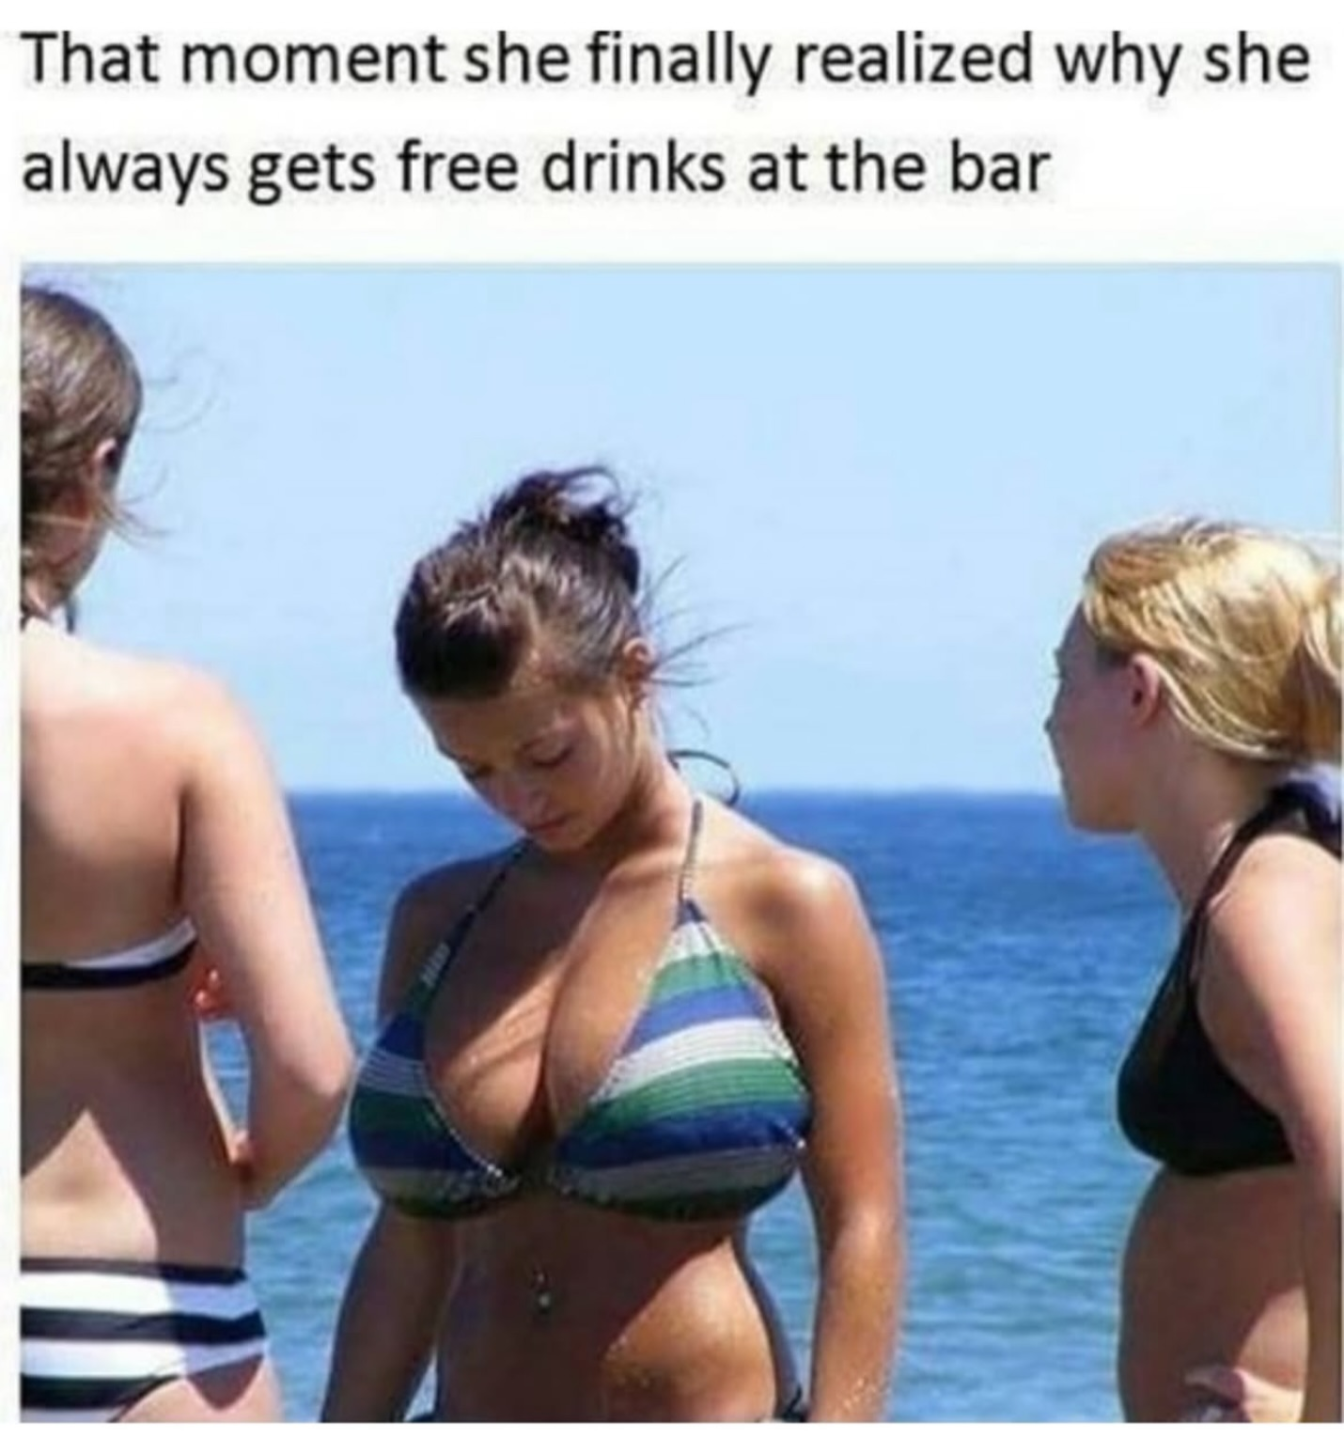 That moment she finally realized why she
always gets free drinks at the bar